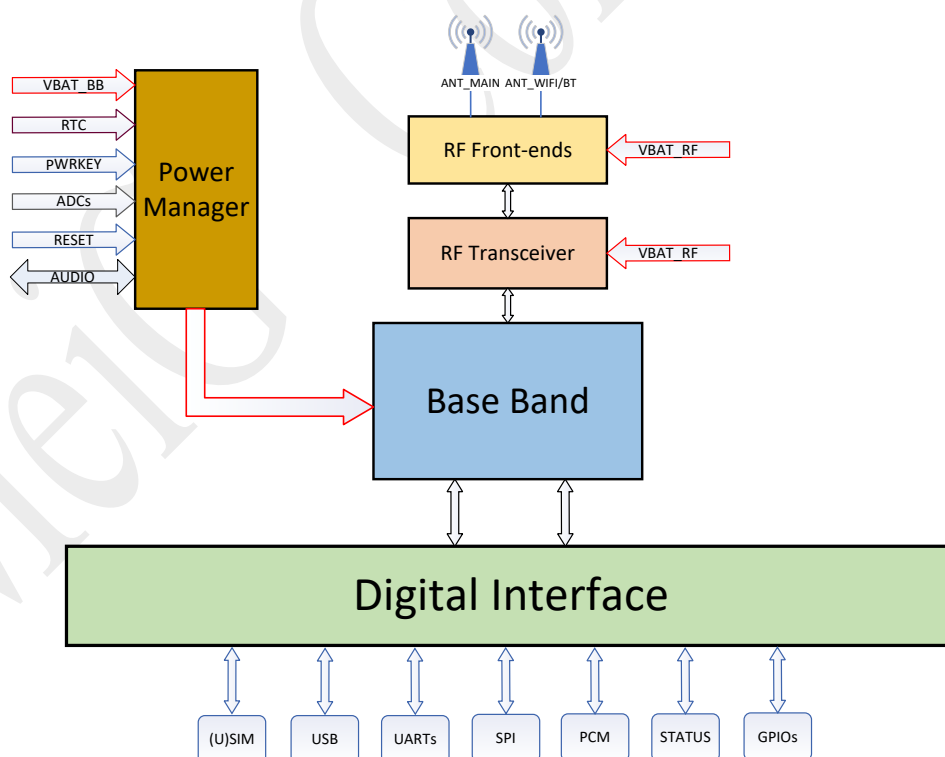 ANT_MAIN ANT_WIFI/BT
VBAT_BB
RTC
PWRKEY
ADCs
RESET
AUDIO
Power
Manager
RF Front-ends
VBAT_RF
RF Transceiver
VBAT_RF
Base Band
Digital Interface
(U)SIM
USB
UARTs
SPI
PCM
STATUS
GPIOs